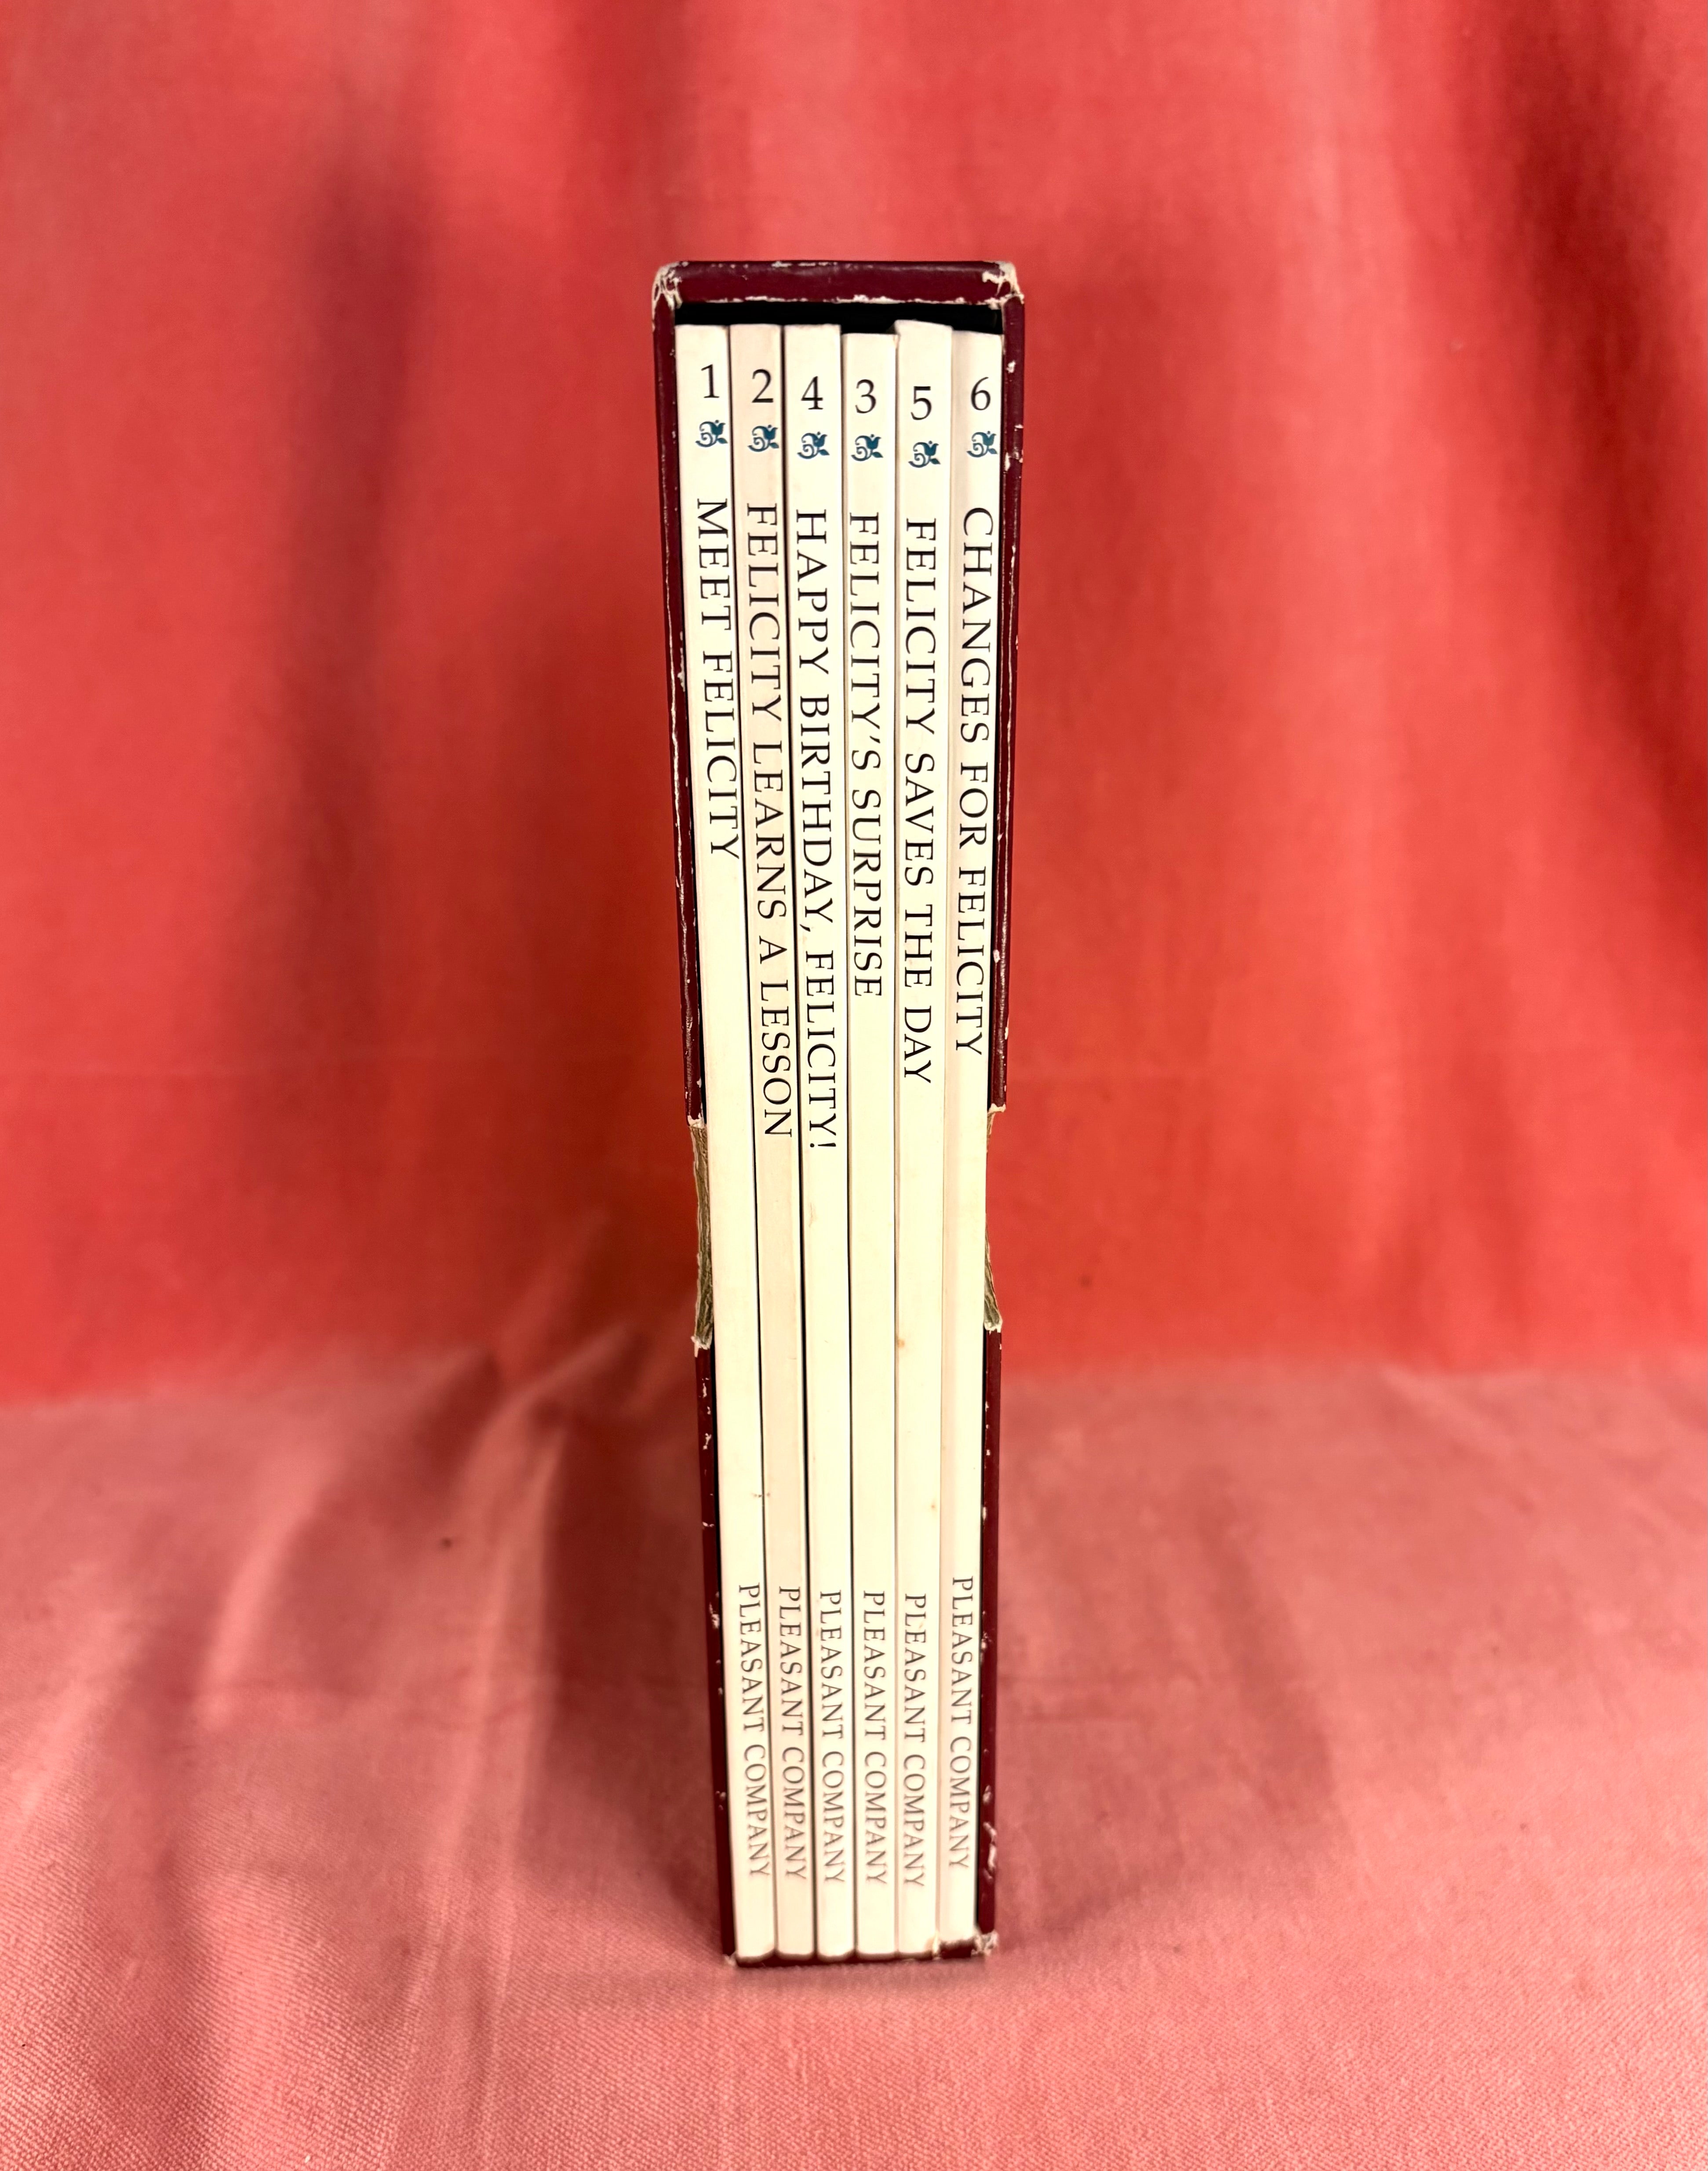 1 MEET FELICITY PLEASANT COMPANY
2 FELICITY LEARNS A LESSON PLEASANT COMPANY
4 HAPPY BIRTHDAY, FELICITY! PLEASANT COMPANY
3 FELICITY'S SURPRISE PLEASANT COMPANY
5 FELICITY SAVES THE DAY PLEASANT COMPANY
6 CHANGES FOR FELICITY PLEASANT COMPANY